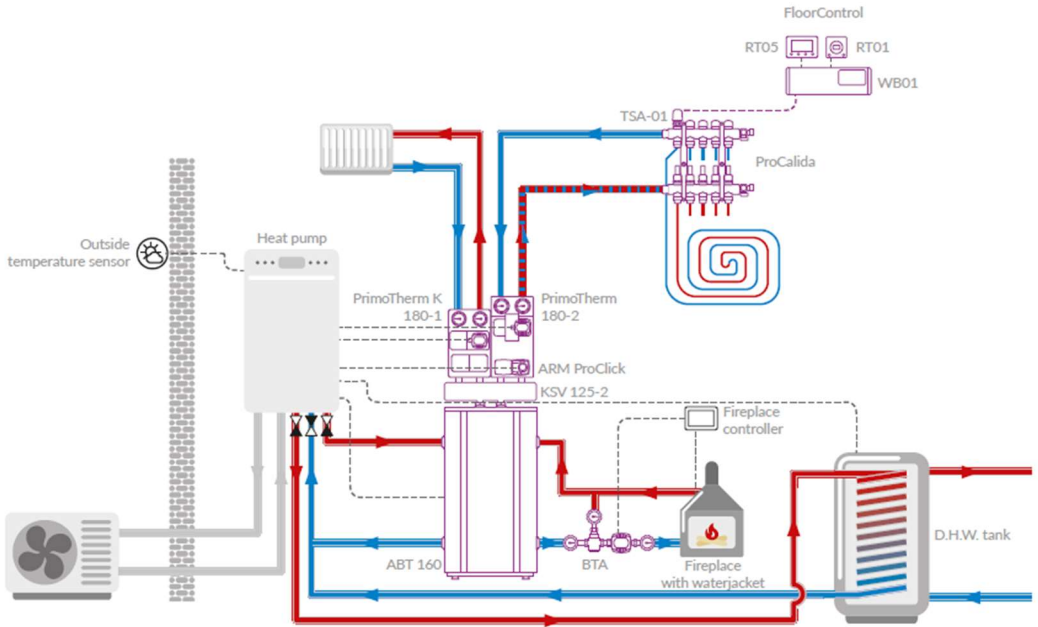 FloorControl
RT05
RT01
WB01
TSA-01
ProCalida
Outside
temperature sensor
Heat pump
PrimoTherm K
180-1
PrimoTherm
180-2
ARM ProClick
KSV 125-2
Fireplace
controller
D.H.W. tank
ABT 160
BTA
Fireplace
with waterjacket